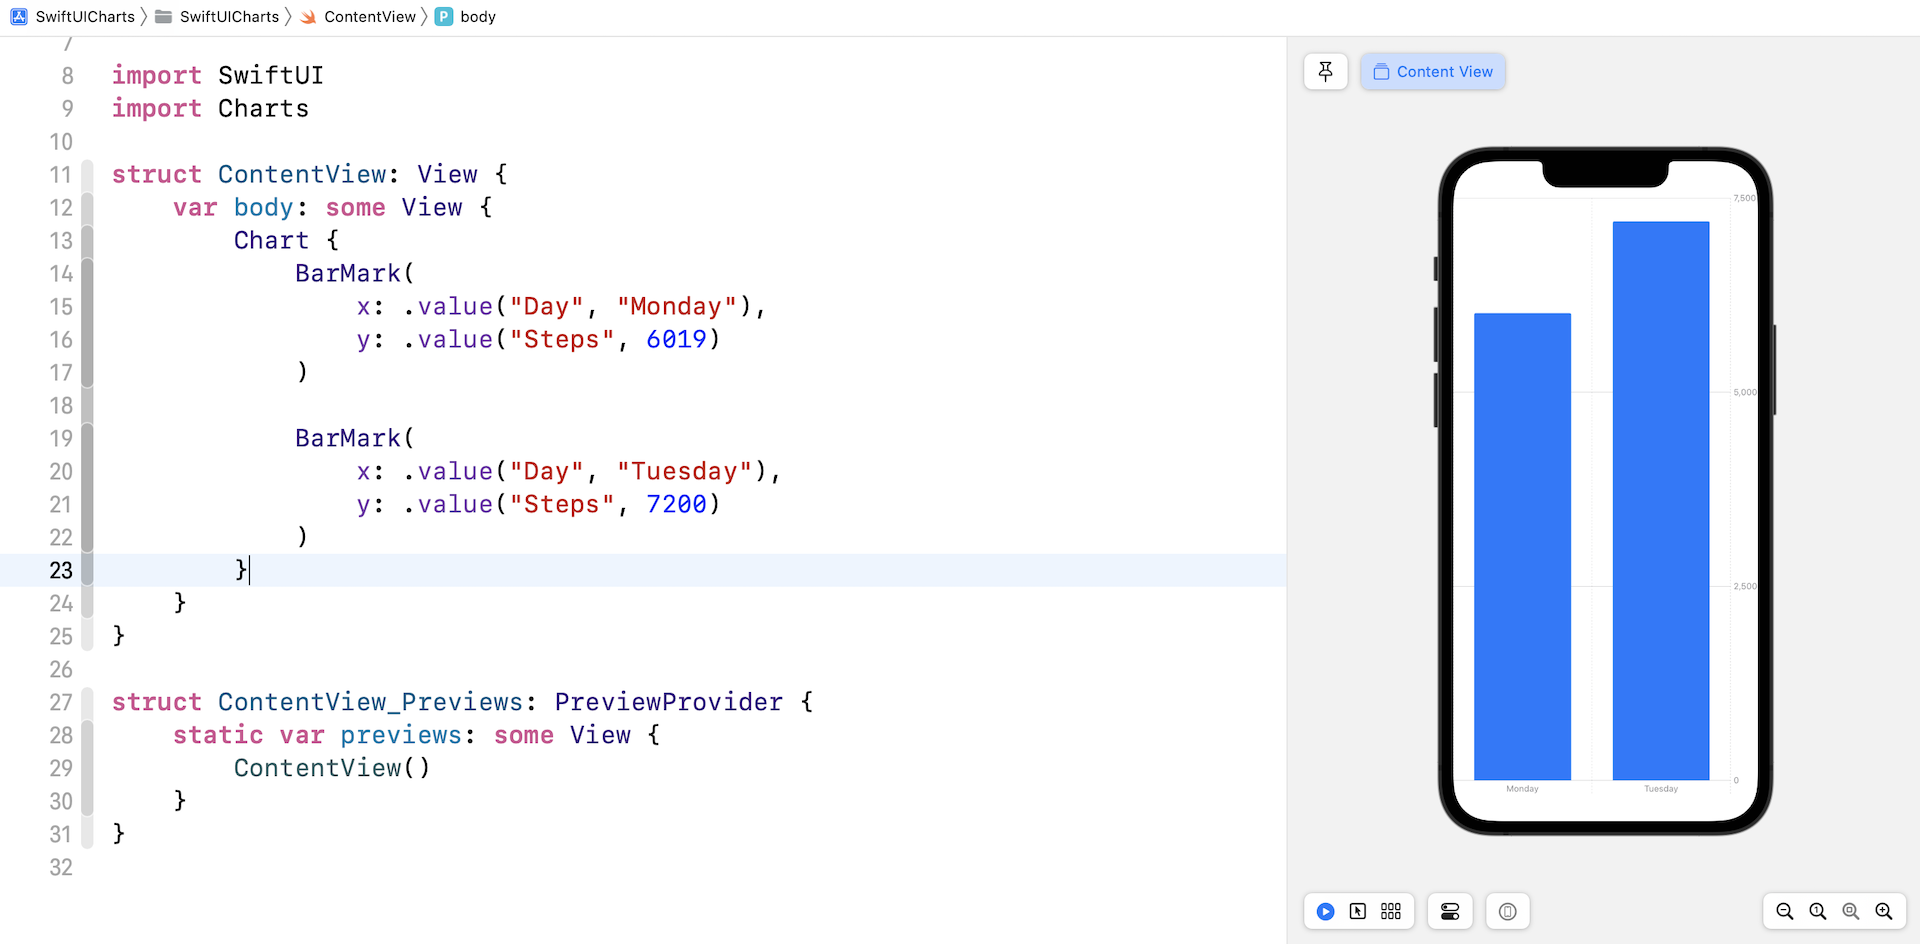 SwiftUICharts 〉 SwiftUICharts 〉 ContentView 〉 P body
7
8 import SwiftUI
9 import Charts
10
11 struct ContentView: View {
12 var body: some View {
13 Chart {
14 BarMark(
15 x: .value("Day", "Monday"),
16 y: .value("Steps", 6019)
17 )
18
19 BarMark(
20 x: .value("Day", "Tuesday"),
21 y: .value("Steps", 7200)
22 )
23 }
24 }
25 }
26
27 struct ContentView_Previews: PreviewProvider {
28 static var previews: some View {
29 ContentView()
30 }
31 }
32
Content View
7,500
5,000
2,500
0
Monday Tuesday